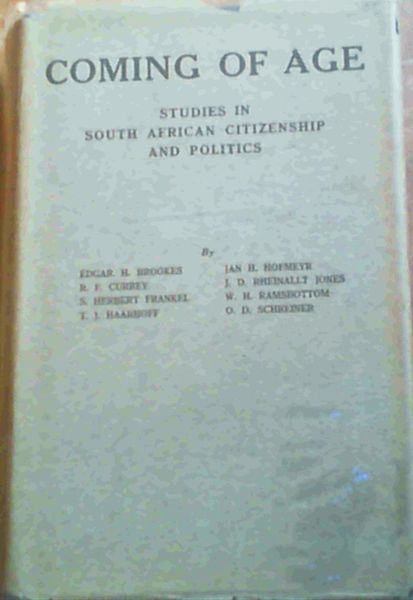 COMING OF AGE
STUDIES IN
SOUTH AFRICAN CITIZENSHIP
AND POLITICS
By
EDGAR H. BROOKES
R. F. CURREY
S. HERBERT FRANKEL
T. J. HAARHOFF
JAN H. HOFMEYR
J. D. RHEINALLT JONES
W. H. RAMSBOTTOM
O. D. SCHREINER